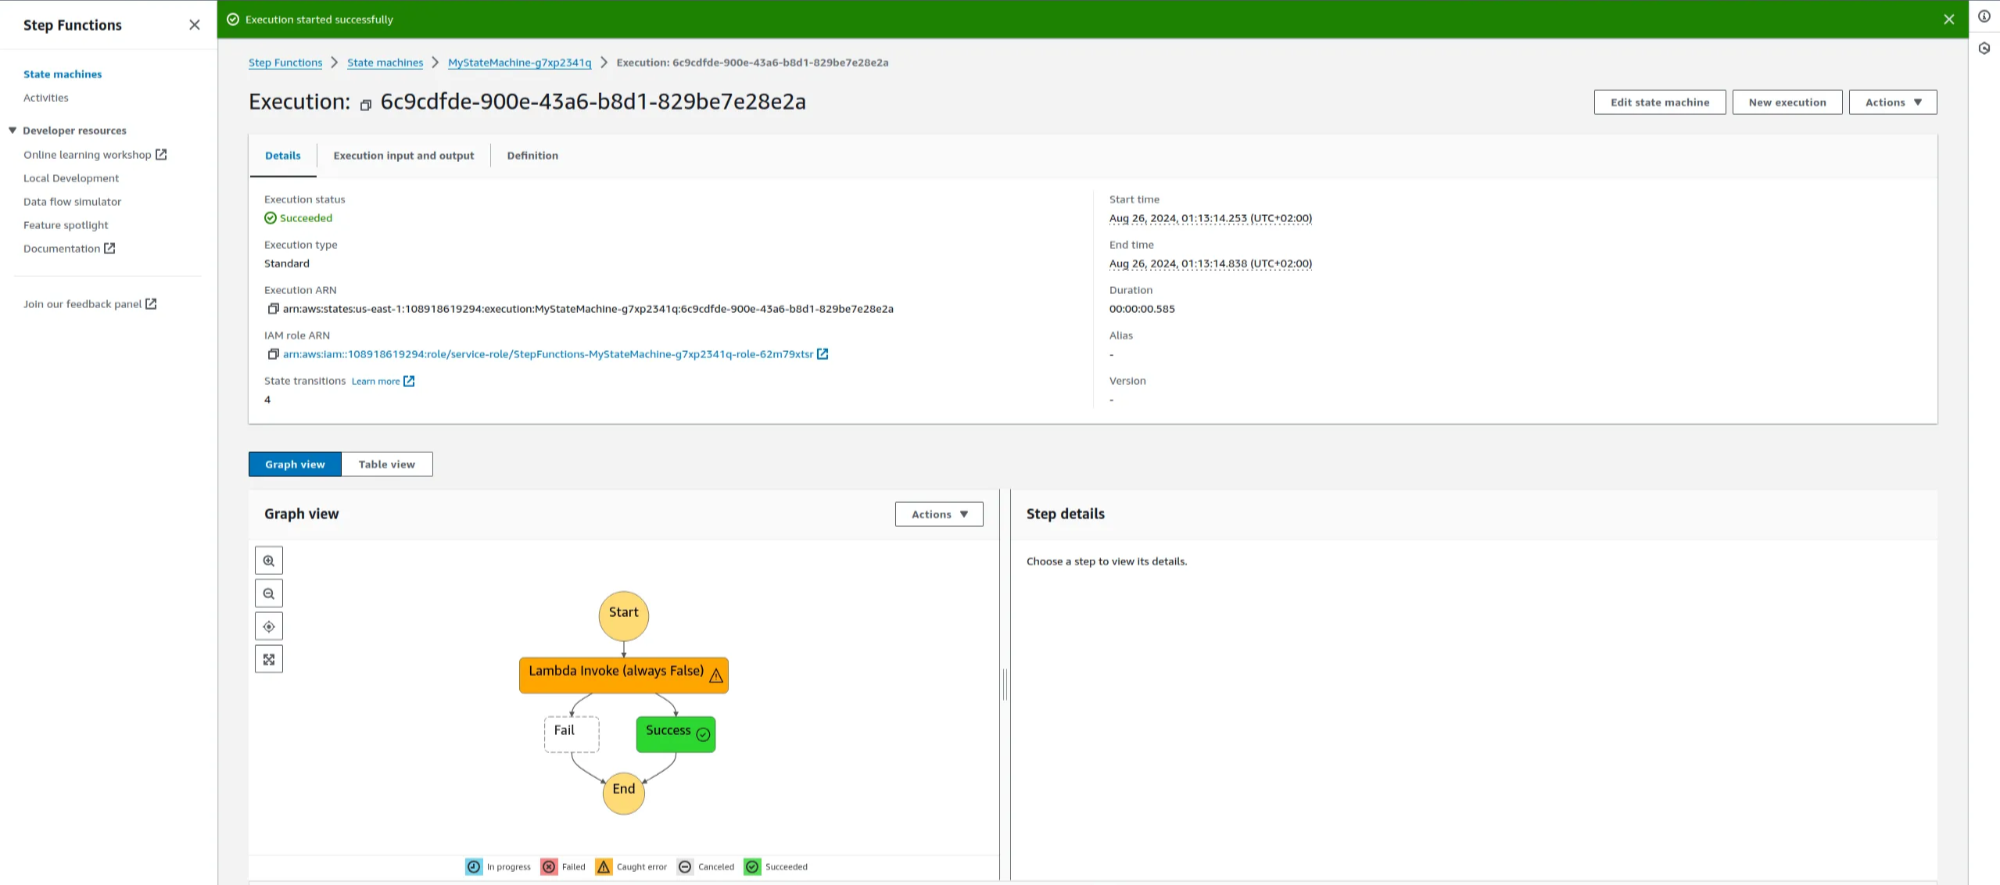 Step Functions
State machines
Activities
Developer resources
Online learning workshop
Local Development
Data flow simulator
Feature spotlight
Documentation
Join our feedback panel
Execution started successfully
Step Functions > State machines > MyStateMachine-g7xp2341q > Execution: 6c9cdfde-900e-43a6-b8d1-829be7e28e2a
Execution: 6c9cdfde-900e-43a6-b8d1-829be7e28e2a
Edit state machine
New execution
Actions
Details
Execution input and output
Definition
Execution status
Succeeded
Execution type
Standard
Execution ARN
arn:aws:states:us-east-1:108918619294:execution:MyStateMachine-g7xp2341q:6c9cdfde-900e-43a6-b8d1-829be7e28e2a
IAM role ARN
arn:aws:iam::108918619294:role/service-role/StepFunctions-MyStateMachine-g7xp2341q-role-62m79xtsr
State transitions Learn more
4
Start time
Aug 26, 2024, 01:13:14.253 (UTC+02:00)
End time
Aug 26, 2024, 01:13:14.838 (UTC+02:00)
Duration
00:00:00.585
Alias
-
Version
-
Graph view
Table view
Graph view
Actions
Start
Lambda Invoke (always False)
Fail
Success
End
In progress
Failed
Caught error
Canceled
Succeeded
Step details
Choose a step to view its details.